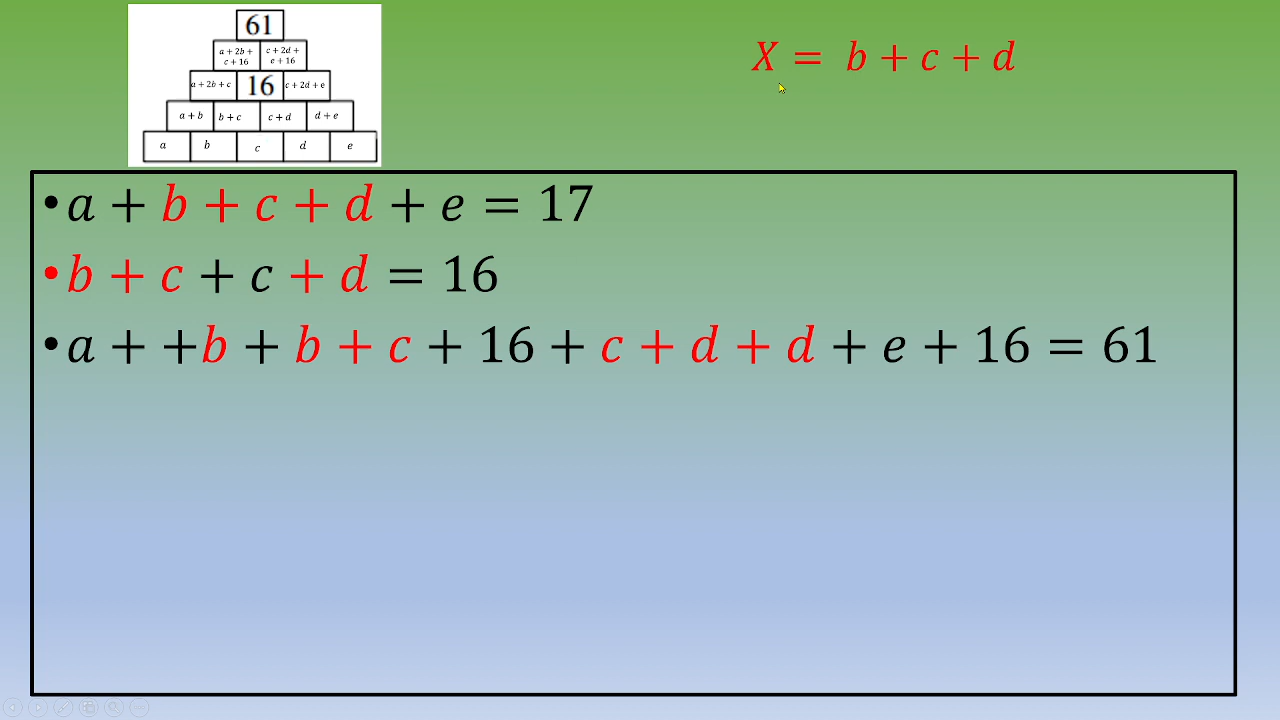 61
a + 2b + c + 16 c + 2d + e + 16
a + 2b + c 16 c + 2d + e
a + b b + c c + d d + e
a b c d e
X = b + c + d
•a + b + c + d + e = 17
•b + c + c + d = 16
•a + +b + b + c + 16 + c + d + d + e + 16 = 61